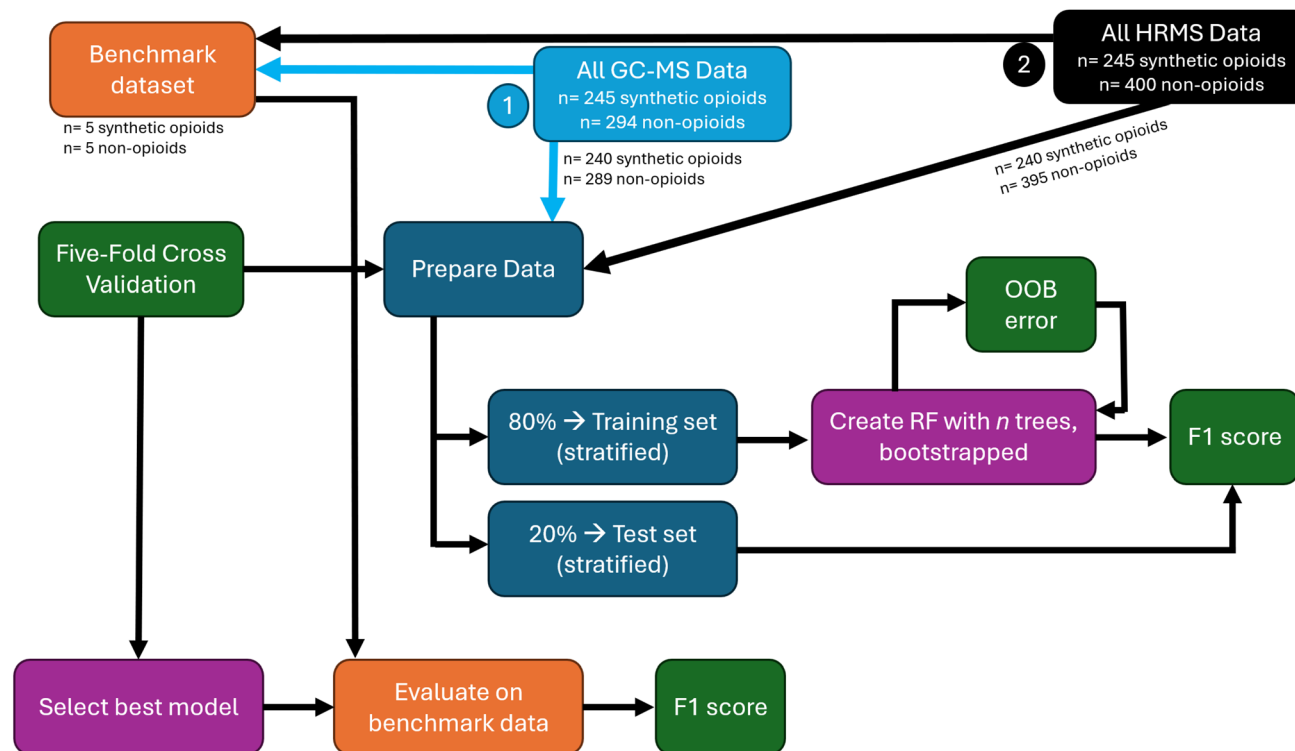 Benchmark
dataset
n= 5 synthetic opioids
n= 5 non-opioids
1
All GC-MS Data
n= 245 synthetic opioids
n= 294 non-opioids
n= 240 synthetic opioids
n= 289 non-opioids
2
All HRMS Data
n= 245 synthetic opioids
n= 400 non-opioids
n= 240 synthetic opioids
n= 395 non-opioids
Five-Fold Cross
Validation
Prepare Data
OOB
error
80% → Training set
(stratified)
Create RF with n trees,
bootstrapped
F1 score
20% → Test set
(stratified)
Select best model
Evaluate on
benchmark data
F1 score